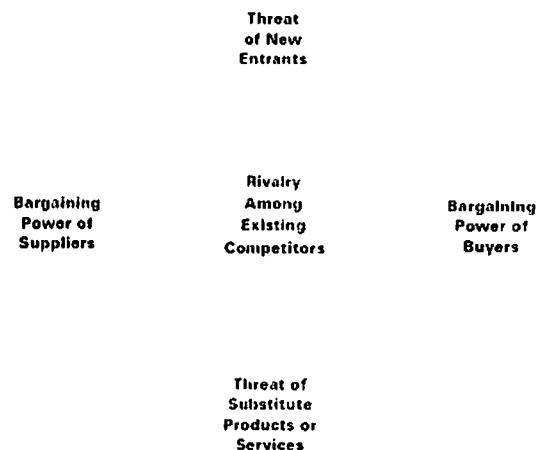 Threat
of New
Entrants
Bargaining
Power of
Suppliers
Rivalry
Among
Existing
Competitors
Bargaining
Power of
Buyers
Threat of
Substitute
Products or
Services